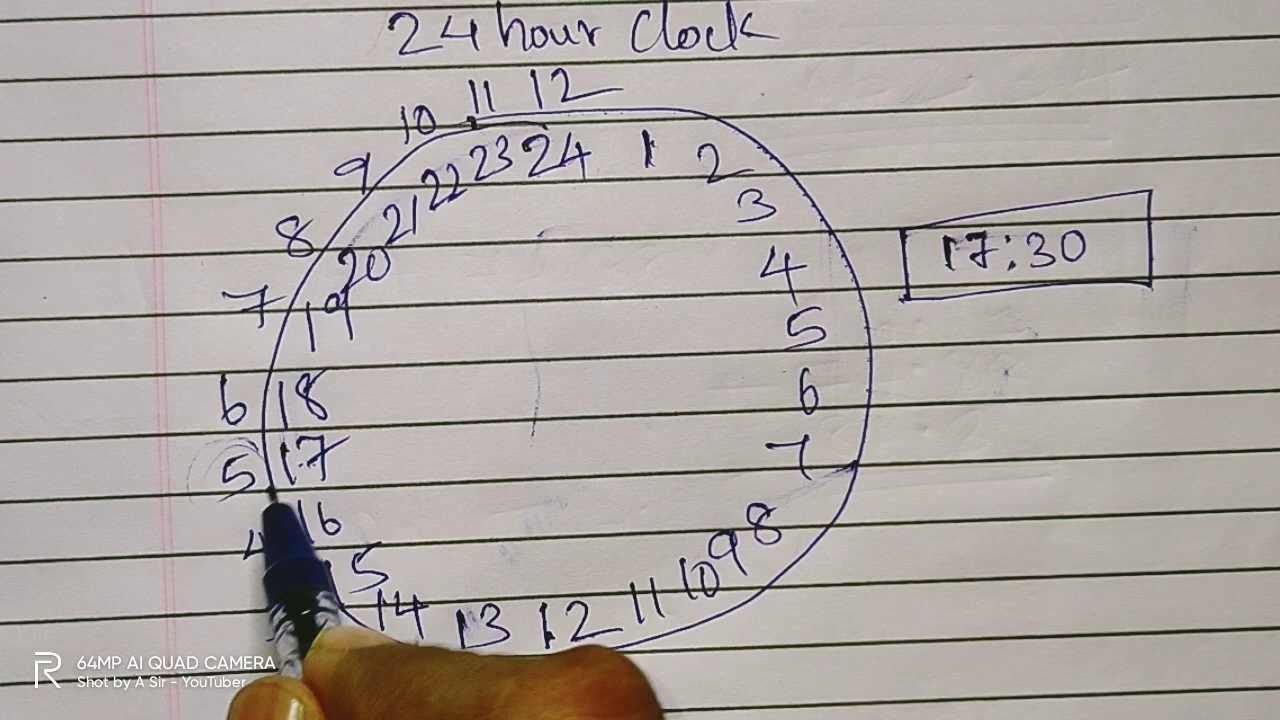 24 hour Clock
10 11 12
9 22 23 24 1 2
8 21 3
7 20 4
19 5
17:30
6 18 6
5 17 7
4 16 8
5 9
14 13 12 11 10
64MP AI QUAD CAMERA
Shot by A Sir - YouTuber